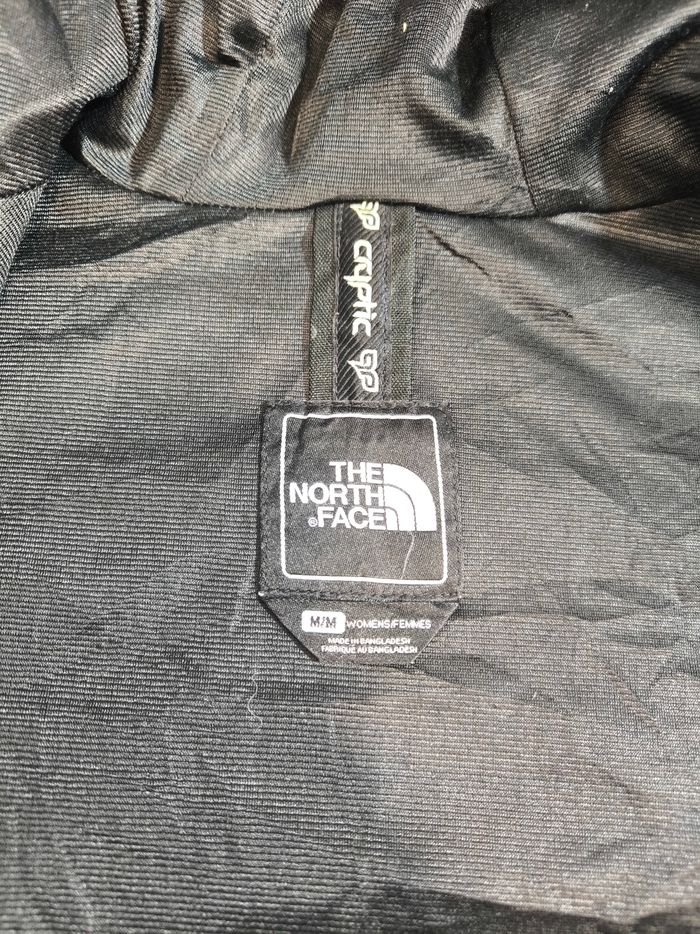 cryptic
THE
NORTH
®FACE
M/M WOMENS/FEMMES
MADE IN BANGLADESH
FABRIQUE AU BANGLADESH